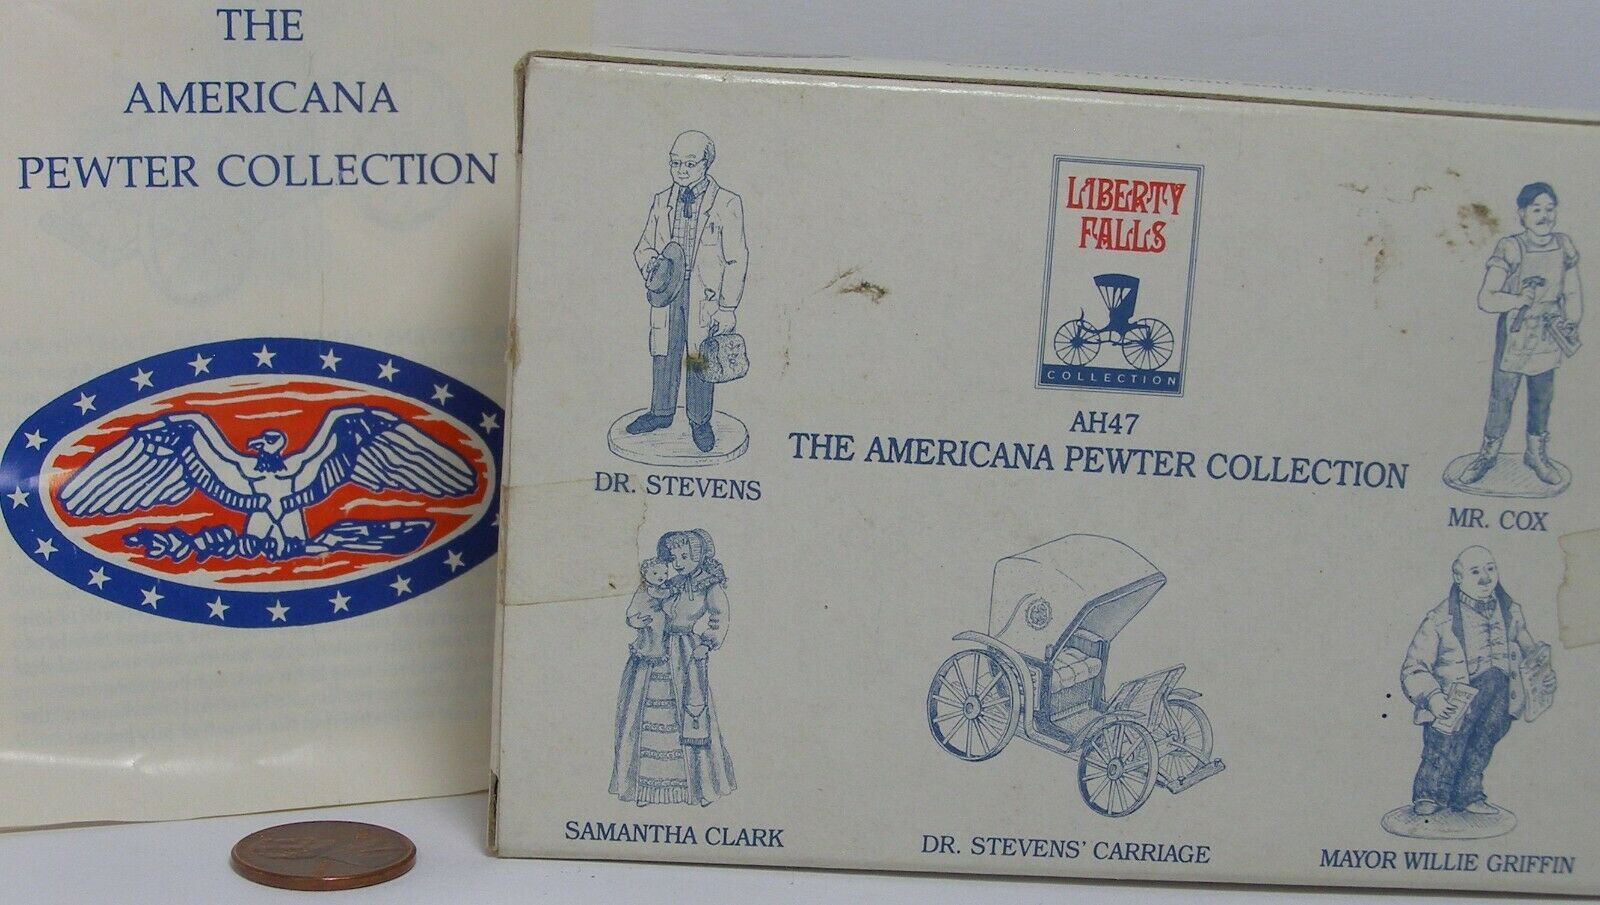 THE
AMERICANA
PEWTER COLLECTION
LIBERTY
FALLS
COLLECTION
AH47
THE AMERICANA PEWTER COLLECTION
DR. STEVENS
MR. COX
SAMANTHA CLARK
DR. STEVENS' CARRIAGE
MAYOR WILLIE GRIFFIN